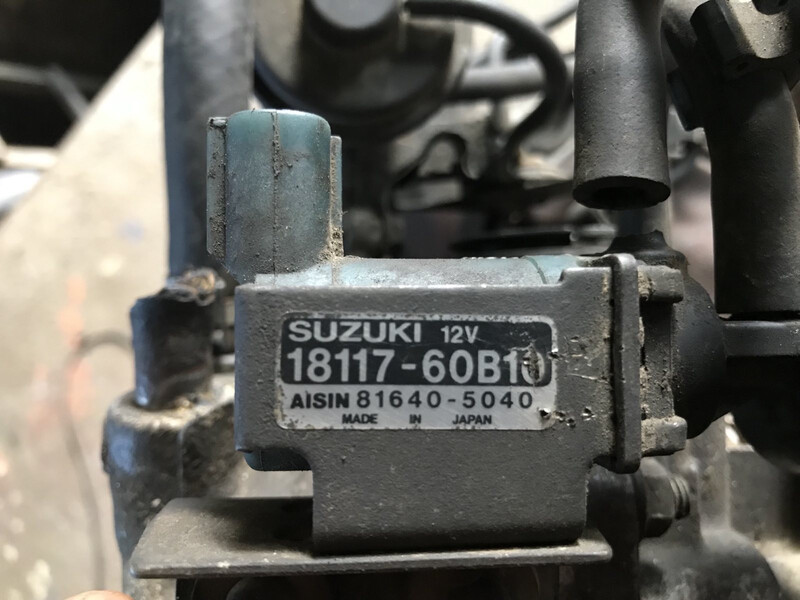 SUZUKI 12V
18117-60B10
AISIN 81640-5040
MADE IN JAPAN